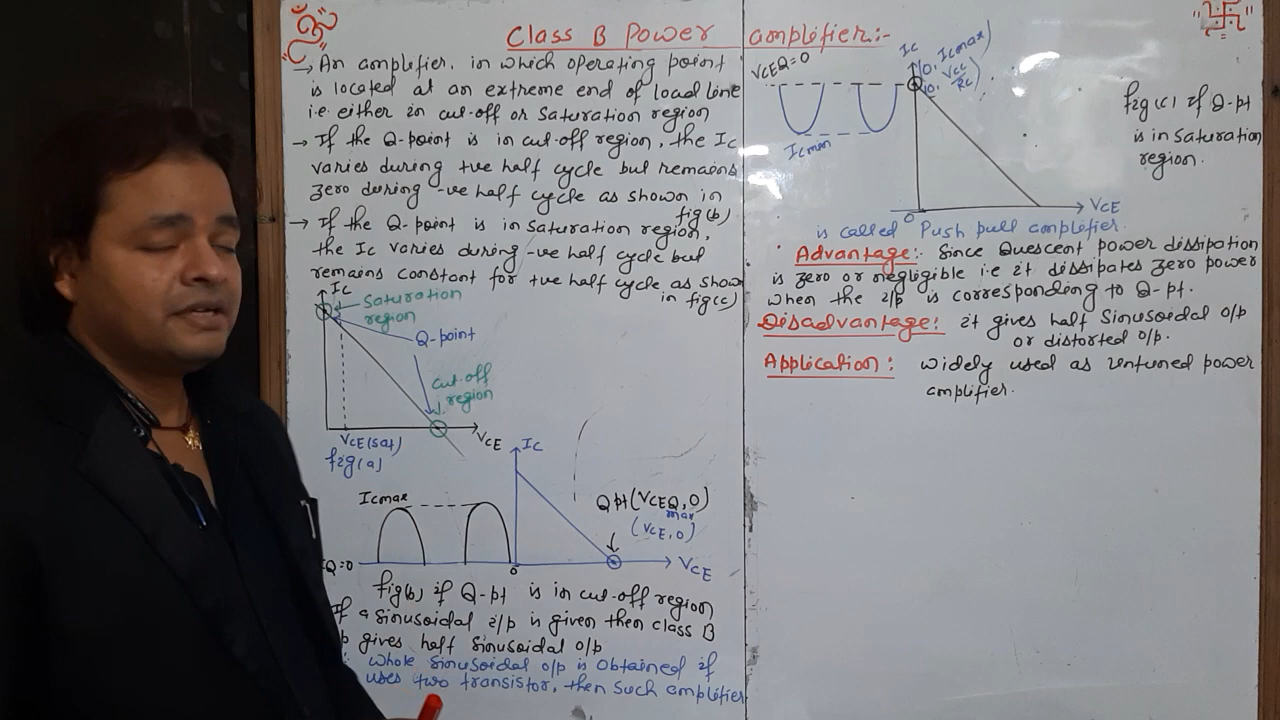 Class B Power amplifier:-
→ An amplifier, in which operating point
is located at an extreme end of load line
i.e. either in cut-off or saturation region
→ If the Q-point is in cut-off region, the Ic
varies during +ve half cycle but remains
zero during -ve half cycle as shown in
fig(b)
→ If the Q-point is in saturation region,
the Ic varies during -ve half cycle but
remains constant for +ve half cycle as show
in fig(c)
Ic
Saturation
region
Q-point
cut-off
region
VCE(sat)
VCE
fig(a)
Ic
Icmax
Q pt(VCEQ,0)
max
(VCE,0)
Q=0
0
VCE
fig(b) if Q-pt is in cut-off region
If a sinusoidal i/p is given then class B
gives half sinusoidal o/p
Whole sinusoidal o/p is obtained if
uses two transistor, then such amplifier
VCEQ=0
Ic
(0, Icmax)
(0, Vcc/Rc)
Icmin
0
VCE
fig(c) if Q-pt
is in saturation
region.
is called Push pull amplifier.
Advantage:- Since Quescent power dissipation
is zero or negligible i.e it dissipates zero power
when the i/p is corresponding to Q-pt.
Disadvantage: it gives half sinusoidal o/p
or distorted o/p.
Application: widely used as untuned power
amplifier.